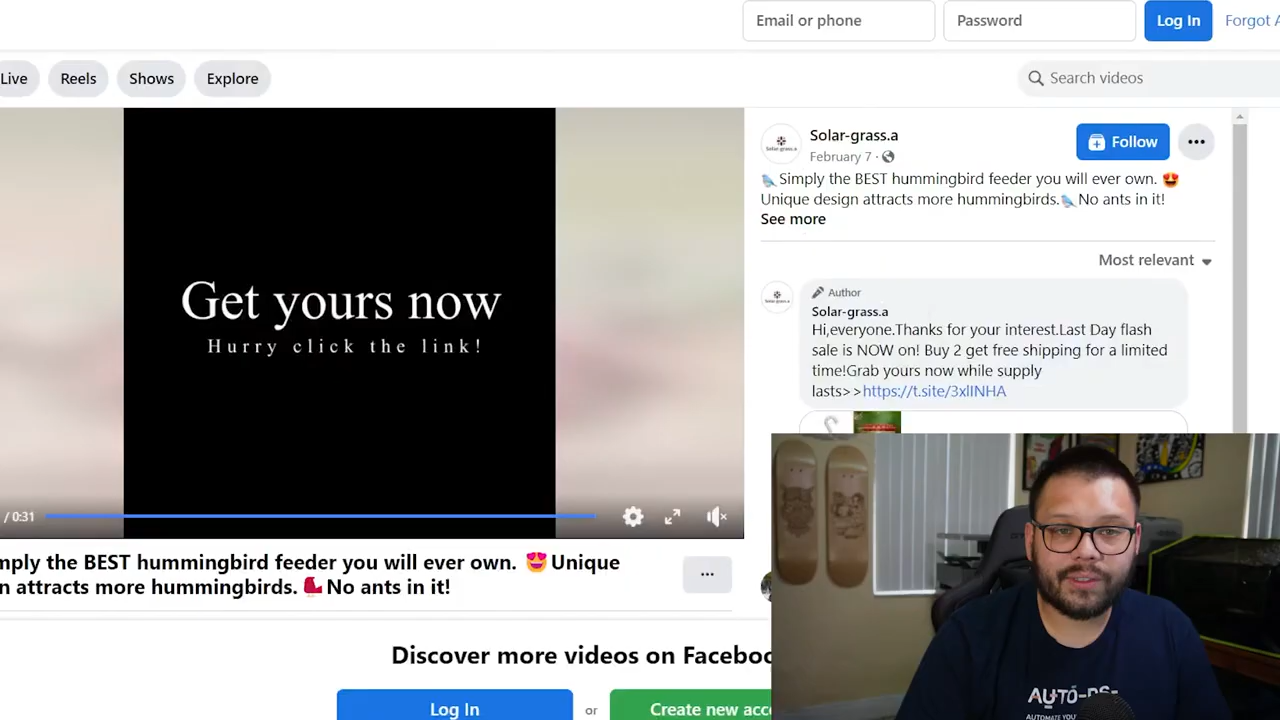 Email or phone
Password
Log In
Forgot A
Live
Reels
Shows
Explore
Search videos
Get yours now
Hurry click the link!
/ 0:31
Solar-grass.a
February 7 ·
Follow
Simply the BEST hummingbird feeder you will ever own.
Unique design attracts more hummingbirds. No ants in it!
See more
Most relevant
Author
Solar-grass.a
Hi,everyone.Thanks for your interest.Last Day flash
sale is NOW on! Buy 2 get free shipping for a limited
time!Grab yours now while supply
lasts>>https://t.site/3xlINHA
mply the BEST hummingbird feeder you will ever own. Unique
n attracts more hummingbirds. No ants in it!
Discover more videos on Faceboo
Log In
or
Create new acc
AUTO-DS-
AUTOMATE YOU